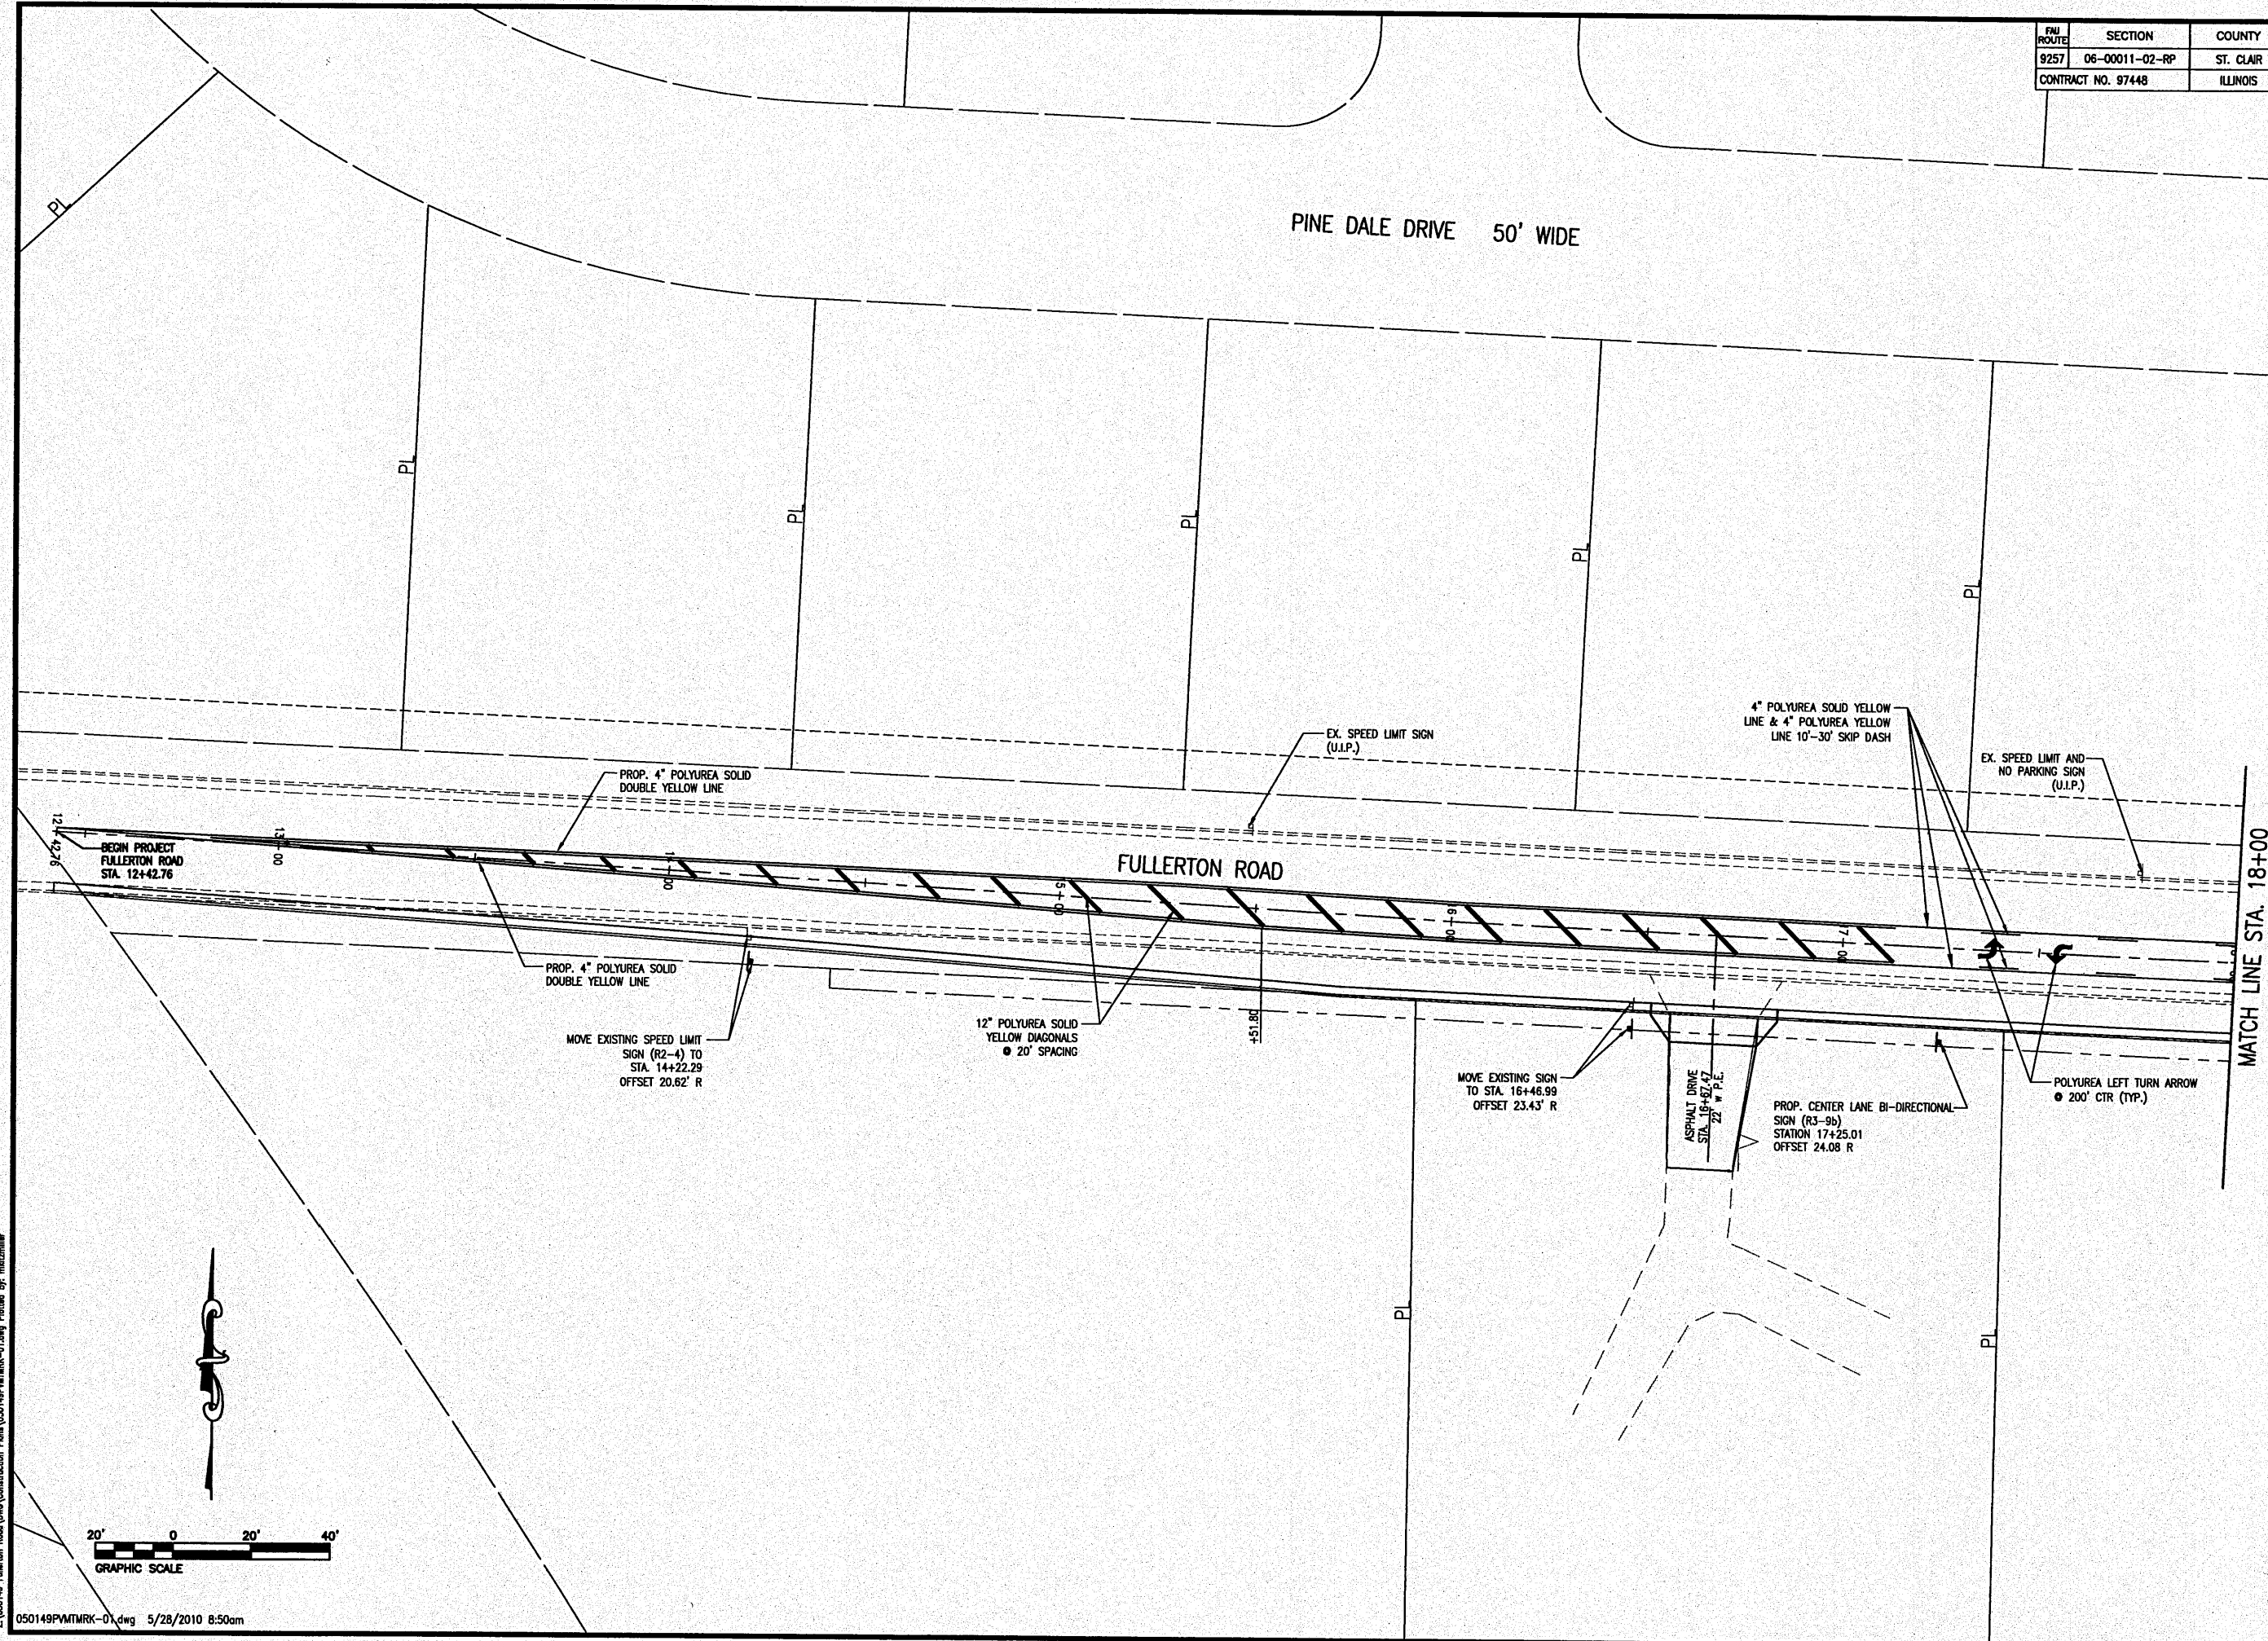 FAU ROUTE SECTION COUNTY
9257 06-00011-02-RP ST. CLAIR
CONTRACT NO. 97448 ILLINOIS
PL
PINE DALE DRIVE 50' WIDE
PL
PL
PL
PL
PL
4" POLYUREA SOLID YELLOW
LINE & 4" POLYUREA YELLOW
LINE 10'-30' SKIP DASH
EX. SPEED LIMIT SIGN
(U.I.P.)
EX. SPEED LIMIT AND
NO PARKING SIGN
(U.I.P.)
PROP. 4" POLYUREA SOLID
DOUBLE YELLOW LINE
12+42.76
BEGIN PROJECT
FULLERTON ROAD
STA. 12+42.76
13+00
14+00
15+00
16+00
17+00
FULLERTON ROAD
MATCH LINE STA. 18+00
PROP. 4" POLYUREA SOLID
DOUBLE YELLOW LINE
MOVE EXISTING SPEED LIMIT
SIGN (R2-4) TO
STA. 14+22.29
OFFSET 20.62' R
12" POLYUREA SOLID
YELLOW DIAGONALS
@ 20' SPACING
+51.80
MOVE EXISTING SIGN
TO STA. 16+46.99
OFFSET 23.43' R
ASPHALT DRIVE
STA. 16+67.47
22' W P.E.
PROP. CENTER LANE BI-DIRECTIONAL
SIGN (R3-9b)
STATION 17+25.01
OFFSET 24.08 R
POLYUREA LEFT TURN ARROW
@ 200' CTR (TYP.)
PL
PL
20' 0 20' 40'
GRAPHIC SCALE
050149PVMTMRK-01.dwg 5/28/2010 8:50am